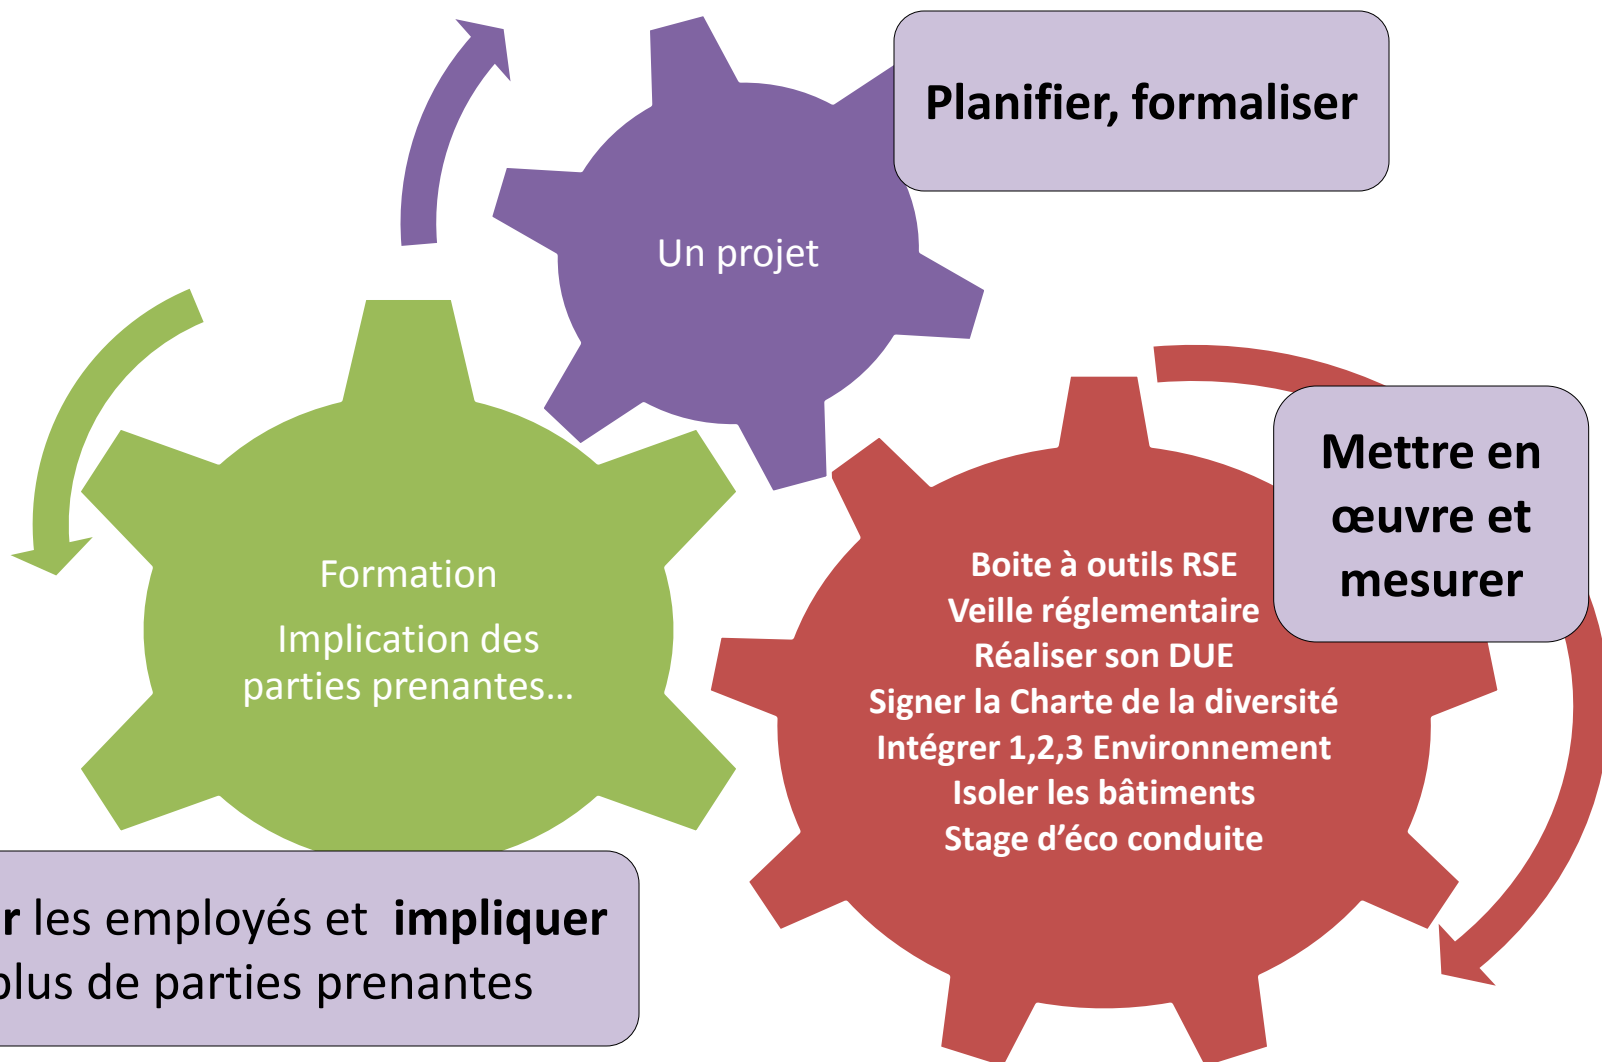 Planifier, formaliser
Un projet
Mettre en
œuvre et
mesurer
Formation
Implication des
parties prenantes…
Boite à outils RSE
Veille réglementaire
Réaliser son DUE
Signer la Charte de la diversité
Intégrer 1,2,3 Environnement
Isoler les bâtiments
Stage d’éco conduite
les employés et impliquer
plus de parties prenantes